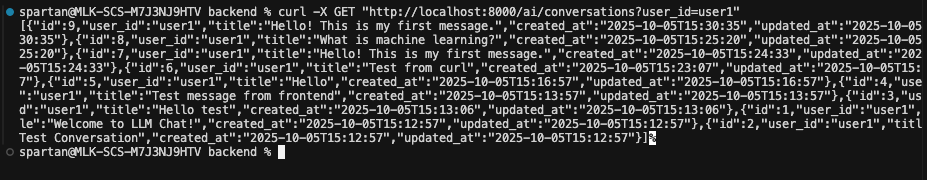 spartan@MLK-SCS-M7J3NJ9HTV backend % curl -X GET "http://localhost:8000/ai/conversations?user_id=user1"
[{"id":9,"user_id":"user1","title":"Hello! This is my first message.","created_at":"2025-10-05T15:30:35","updated_at":"2025-10-05
30:35"},{"id":8,"user_id":"user1","title":"What is machine learning?","created_at":"2025-10-05T15:25:20","updated_at":"2025-10-05
25:20"},{"id":7,"user_id":"user1","title":"Hello! This is my first message.","created_at":"2025-10-05T15:24:33","updated_at":"202
-05T15:24:33"},{"id":6,"user_id":"user1","title":"Test from curl","created_at":"2025-10-05T15:23:07","updated_at":"2025-10-05T15:
7"},{"id":5,"user_id":"user1","title":"Hello","created_at":"2025-10-05T15:16:57","updated_at":"2025-10-05T15:16:57"},{"id":4,"use
:"user1","title":"Test message from frontend","created_at":"2025-10-05T15:13:57","updated_at":"2025-10-05T15:13:57"},{"id":3,"us
d":"user1","title":"Hello test","created_at":"2025-10-05T15:13:06","updated_at":"2025-10-05T15:13:06"},{"id":1,"user_id":"user1",
le":"Welcome to LLM Chat!","created_at":"2025-10-05T15:12:57","updated_at":"2025-10-05T15:12:57"},{"id":2,"user_id":"user1","titl
Test Conversation","created_at":"2025-10-05T15:12:57","updated_at":"2025-10-05T15:12:57"}]%
spartan@MLK-SCS-M7J3NJ9HTV backend %